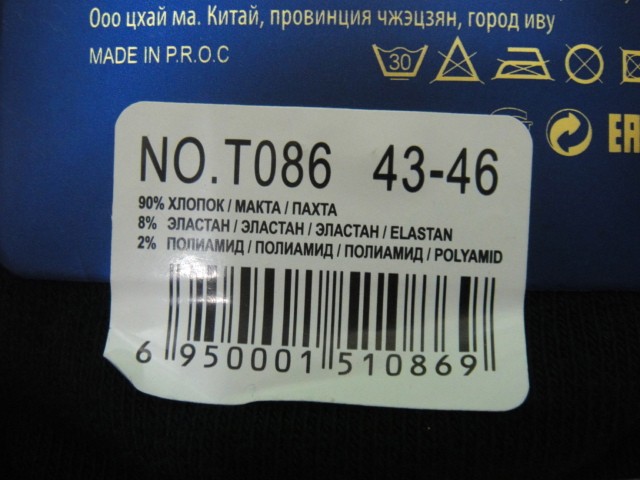 Ооо цхай ма. Китай, провинция чжэцзян, город иву
MADE IN P.R.O.C
30
NO.T086 43-46
90% ХЛОПОК / МАКТА / ПАХТА
8% ЭЛАСТАН / ЭЛАСТАН / ЭЛАСТАН / ELASTAN
2% ПОЛИАМИД / ПОЛИАМИД / ПОЛИАМИД / POLYAMID
6 950001 510869